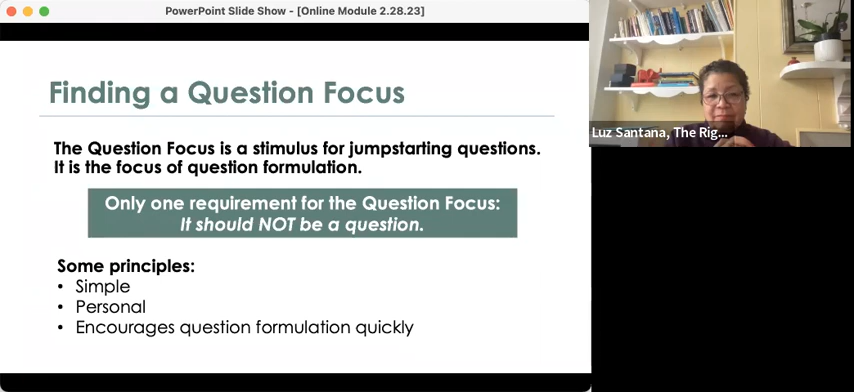 PowerPoint Slide Show - [Online Module 2.28.23]
Finding a Question Focus
The Question Focus is a stimulus for jumpstarting questions.
It is the focus of question formulation.
Only one requirement for the Question Focus:
It should NOT be a question.
Some principles:
• Simple
• Personal
• Encourages question formulation quickly
Luz Santana, The Rig...